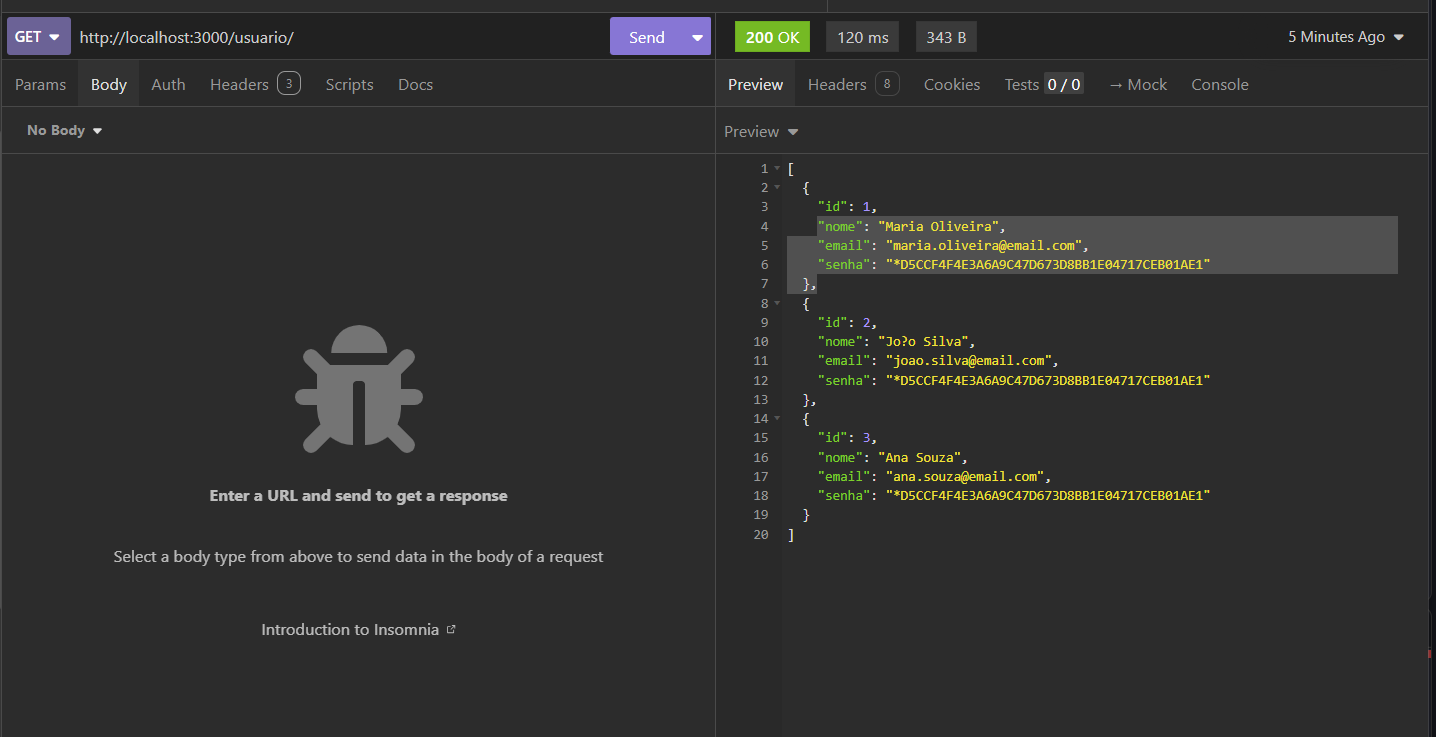 GET http://localhost:3000/usuario/ Send 200 OK 120 ms 343 B 5 Minutes Ago
Params Body Auth Headers 3 Scripts Docs Preview Headers 8 Cookies Tests 0 / 0 → Mock Console
No Body
Enter a URL and send to get a response
Select a body type from above to send data in the body of a request
Introduction to Insomnia
Preview
1 [
2 {
3 "id": 1,
4 "nome": "Maria Oliveira",
5 "email": "maria.oliveira@email.com",
6 "senha": "*D5CCF4F4E3A6A9C47D673D8BB1E04717CEB01AE1"
7 },
8 {
9 "id": 2,
10 "nome": "Jo?o Silva",
11 "email": "joao.silva@email.com",
12 "senha": "*D5CCF4F4E3A6A9C47D673D8BB1E04717CEB01AE1"
13 },
14 {
15 "id": 3,
16 "nome": "Ana Souza",
17 "email": "ana.souza@email.com",
18 "senha": "*D5CCF4F4E3A6A9C47D673D8BB1E04717CEB01AE1"
19 }
20 ]